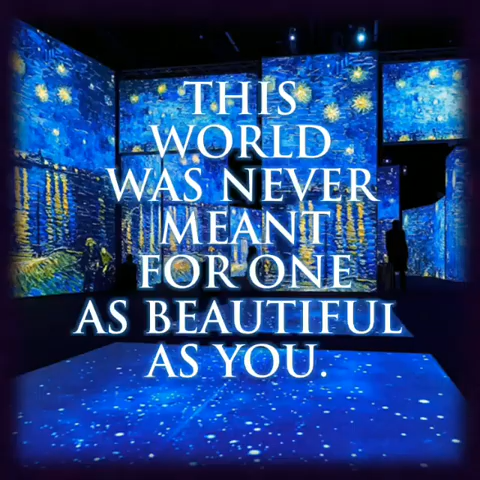 THIS
WORLD
WAS NEVER
MEANT
FOR ONE
AS BEAUTIFUL
AS YOU.